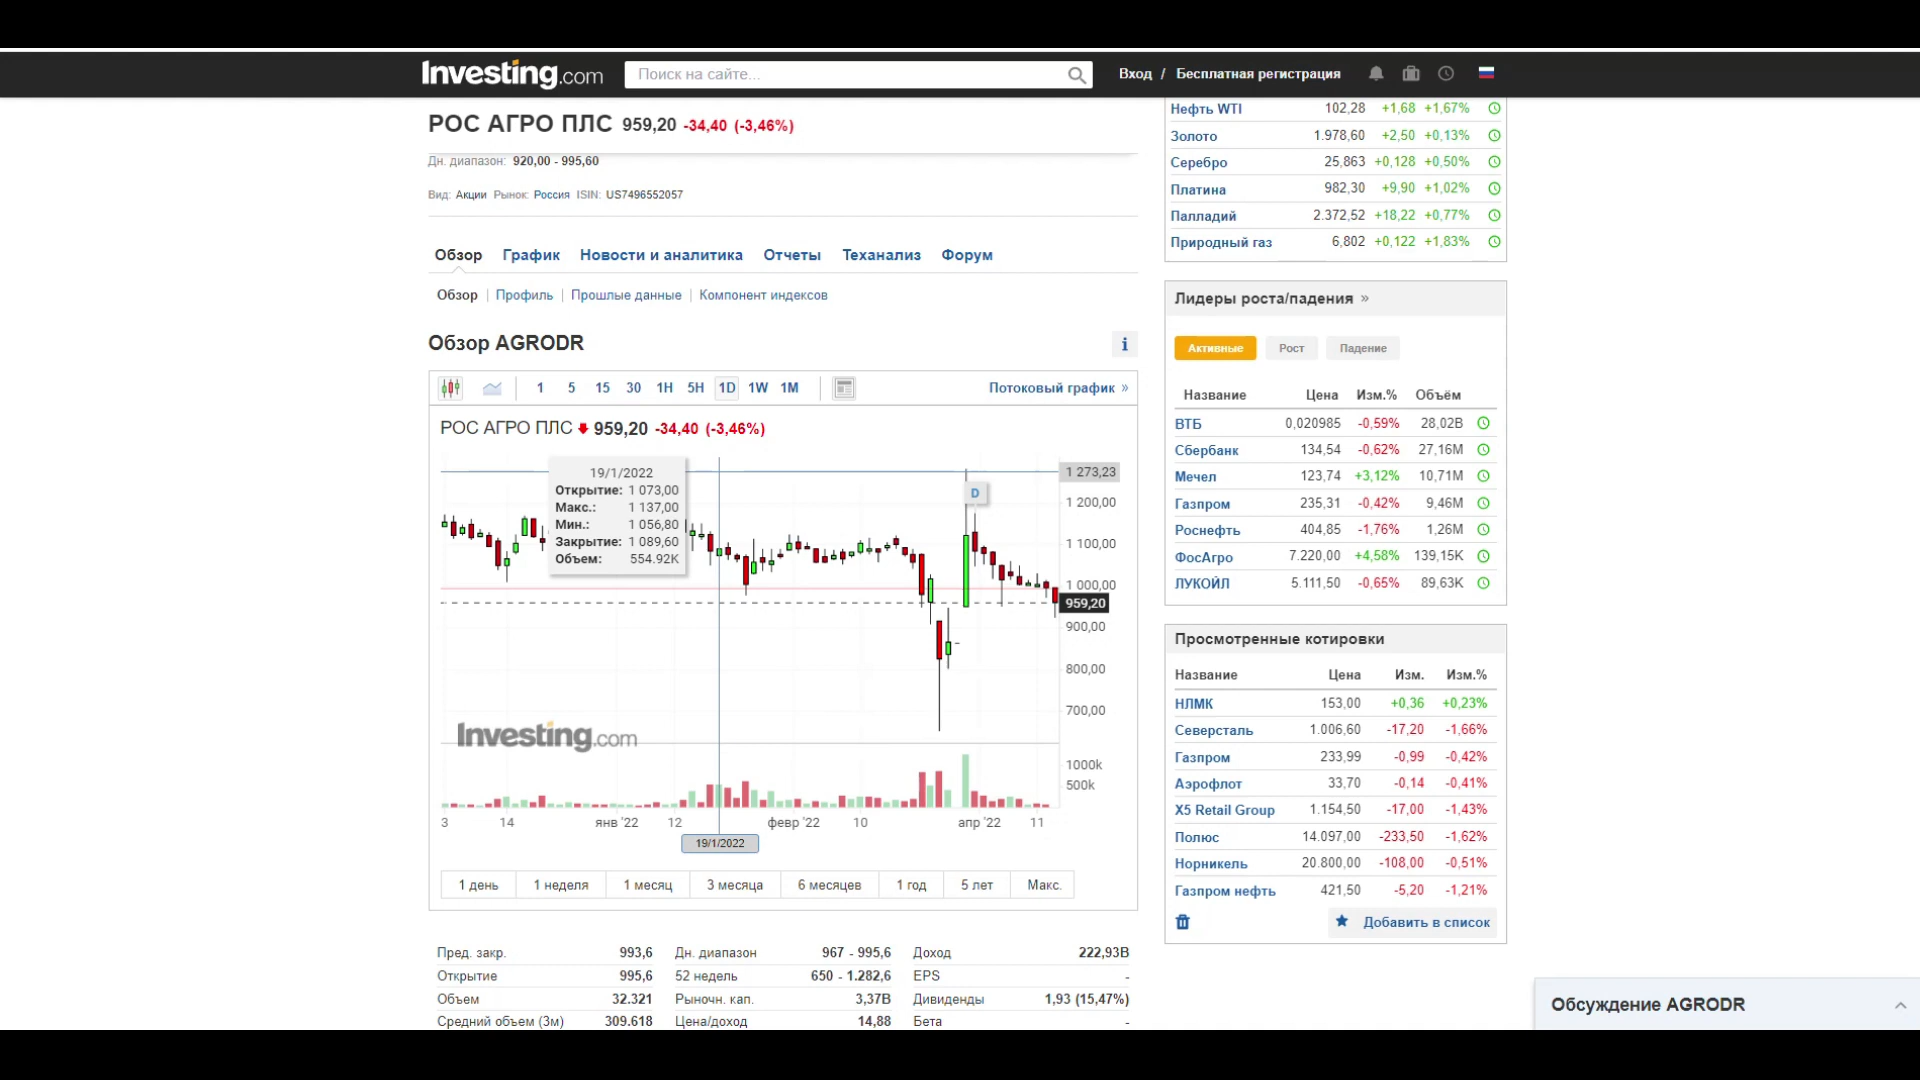 Investing.com
Поиск на сайте...
Вход / Бесплатная регистрация
РОС АГРО ПЛС 959,20 -34,40 (-3,46%)
Дн. диапазон: 920,00 - 995,60
Вид: Акции Рынок: Россия ISIN: US7496552057
Обзор График Новости и аналитика Отчеты Теханализ Форум
Обзор | Профиль | Прошлые данные | Компонент индексов
Обзор AGRODR
i
1 5 15 30 1H 5H 1D 1W 1M
Потоковый график »
РОС АГРО ПЛС 959,20 -34,40 (-3,46%)
19/1/2022
Открытие: 1 073,00
Макс.: 1 137,00
Мин.: 1 056,80
Закрытие: 1 089,60
Объем: 554.92K
D
1 273,23
1 200,00
1 100,00
1 000,00
959,20
900,00
800,00
700,00
1000k
500k
Investing.com
3 14 янв '22 12 февр '22 10 апр '22 11
19/1/2022
1 день 1 неделя 1 месяц 3 месяца 6 месяцев 1 год 5 лет Макс.
Пред. закр. 993,6 Дн. диапазон 967 - 995,6 Доход 222,93B
Открытие 995,6 52 недель 650 - 1.282,6 EPS -
Объем 32.321 Рыночн. кап. 3,37B Дивиденды 1,93 (15,47%)
Средний объем (3м) 309.618 Цена/доход 14,88 Бета -
Нефть WTI 102,28 +1,68 +1,67%
Золото 1.978,60 +2,50 +0,13%
Серебро 25,863 +0,128 +0,50%
Платина 982,30 +9,90 +1,02%
Палладий 2.372,52 +18,22 +0,77%
Природный газ 6,802 +0,122 +1,83%
Лидеры роста/падения »
Активные Рост Падение
Название Цена Изм.% Объём
ВТБ 0,020985 -0,59% 28,02B
Сбербанк 134,54 -0,62% 27,16M
Мечел 123,74 +3,12% 10,71M
Газпром 235,31 -0,42% 9,46M
Роснефть 404,85 -1,76% 1,26M
ФосАгро 7.220,00 +4,58% 139,15K
ЛУКОЙЛ 5.111,50 -0,65% 89,63K
Просмотренные котировки
Название Цена Изм. Изм.%
НЛМК 153,00 +0,36 +0,23%
Северсталь 1.006,60 -17,20 -1,66%
Газпром 233,99 -0,99 -0,42%
Аэрофлот 33,70 -0,14 -0,41%
X5 Retail Group 1.154,50 -17,00 -1,43%
Полюс 14.097,00 -233,50 -1,62%
Норникель 20.800,00 -108,00 -0,51%
Газпром нефть 421,50 -5,20 -1,21%
Добавить в список
Обсуждение AGRODR